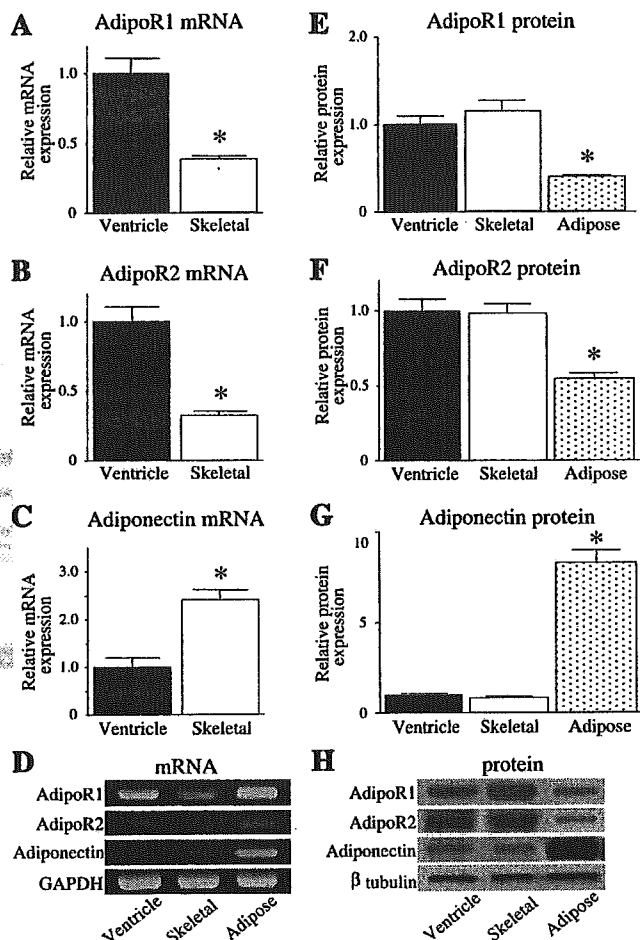 A AdipoR1 mRNA
Relative mRNA
expression
1.0
0.5
0
*
Ventricle Skeletal
B AdipoR2 mRNA
Relative mRNA
expression
1.0
0.5
0
*
Ventricle Skeletal
C Adiponectin mRNA
Relative mRNA
expression
3.0
2.0
1.0
0
*
Ventricle Skeletal
D mRNA
AdipoR1
AdipoR2
Adiponectin
GAPDH
Ventricle Skeletal Adipose
E AdipoR1 protein
Relative protein
expression
2.0
1.0
0
*
Ventricle Skeletal Adipose
F AdipoR2 protein
Relative protein
expression
1.0
0.5
0
*
Ventricle Skeletal Adipose
G Adiponectin protein
Relative protein
expression
10
5
0
*
Ventricle Skeletal Adipose
H protein
AdipoR1
AdipoR2
Adiponectin
β tubulin
Ventricle Skeletal Adipose